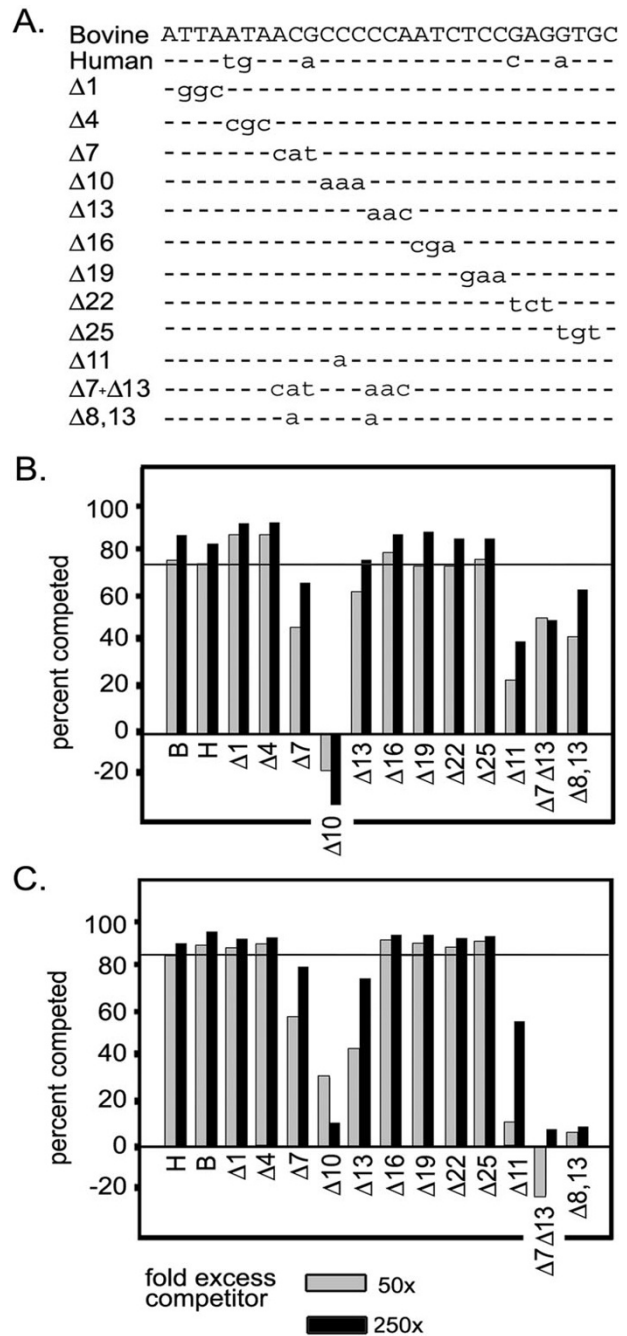 A.
Bovine ATTAATAACGCCCCCAATCTCCGAGGTGC
Human ----tg---a------------c--a---
Δ1 -ggc-------------------------
Δ4 ----cgc----------------------
Δ7 -------cat-------------------
Δ10 ----------aaa----------------
Δ13 -------------aac-------------
Δ16 ----------------cga----------
Δ19 -------------------gaa-------
Δ22 ----------------------tct----
Δ25 -------------------------tgt-
Δ11 -----------a-----------------
Δ7+Δ13 -------cat---aac-------------
Δ8,13 --------a----a---------------
B.
percent competed
100
80
60
40
20
0
-20
B H Δ1 Δ4 Δ7 Δ10 Δ13 Δ16 Δ19 Δ22 Δ25 Δ11 Δ7Δ13 Δ8,13
C.
percent competed
100
80
60
40
20
0
-20
H B Δ1 Δ4 Δ7 Δ10 Δ13 Δ16 Δ19 Δ22 Δ25 Δ11 Δ7Δ13 Δ8,13
fold excess
competitor
50x
250x